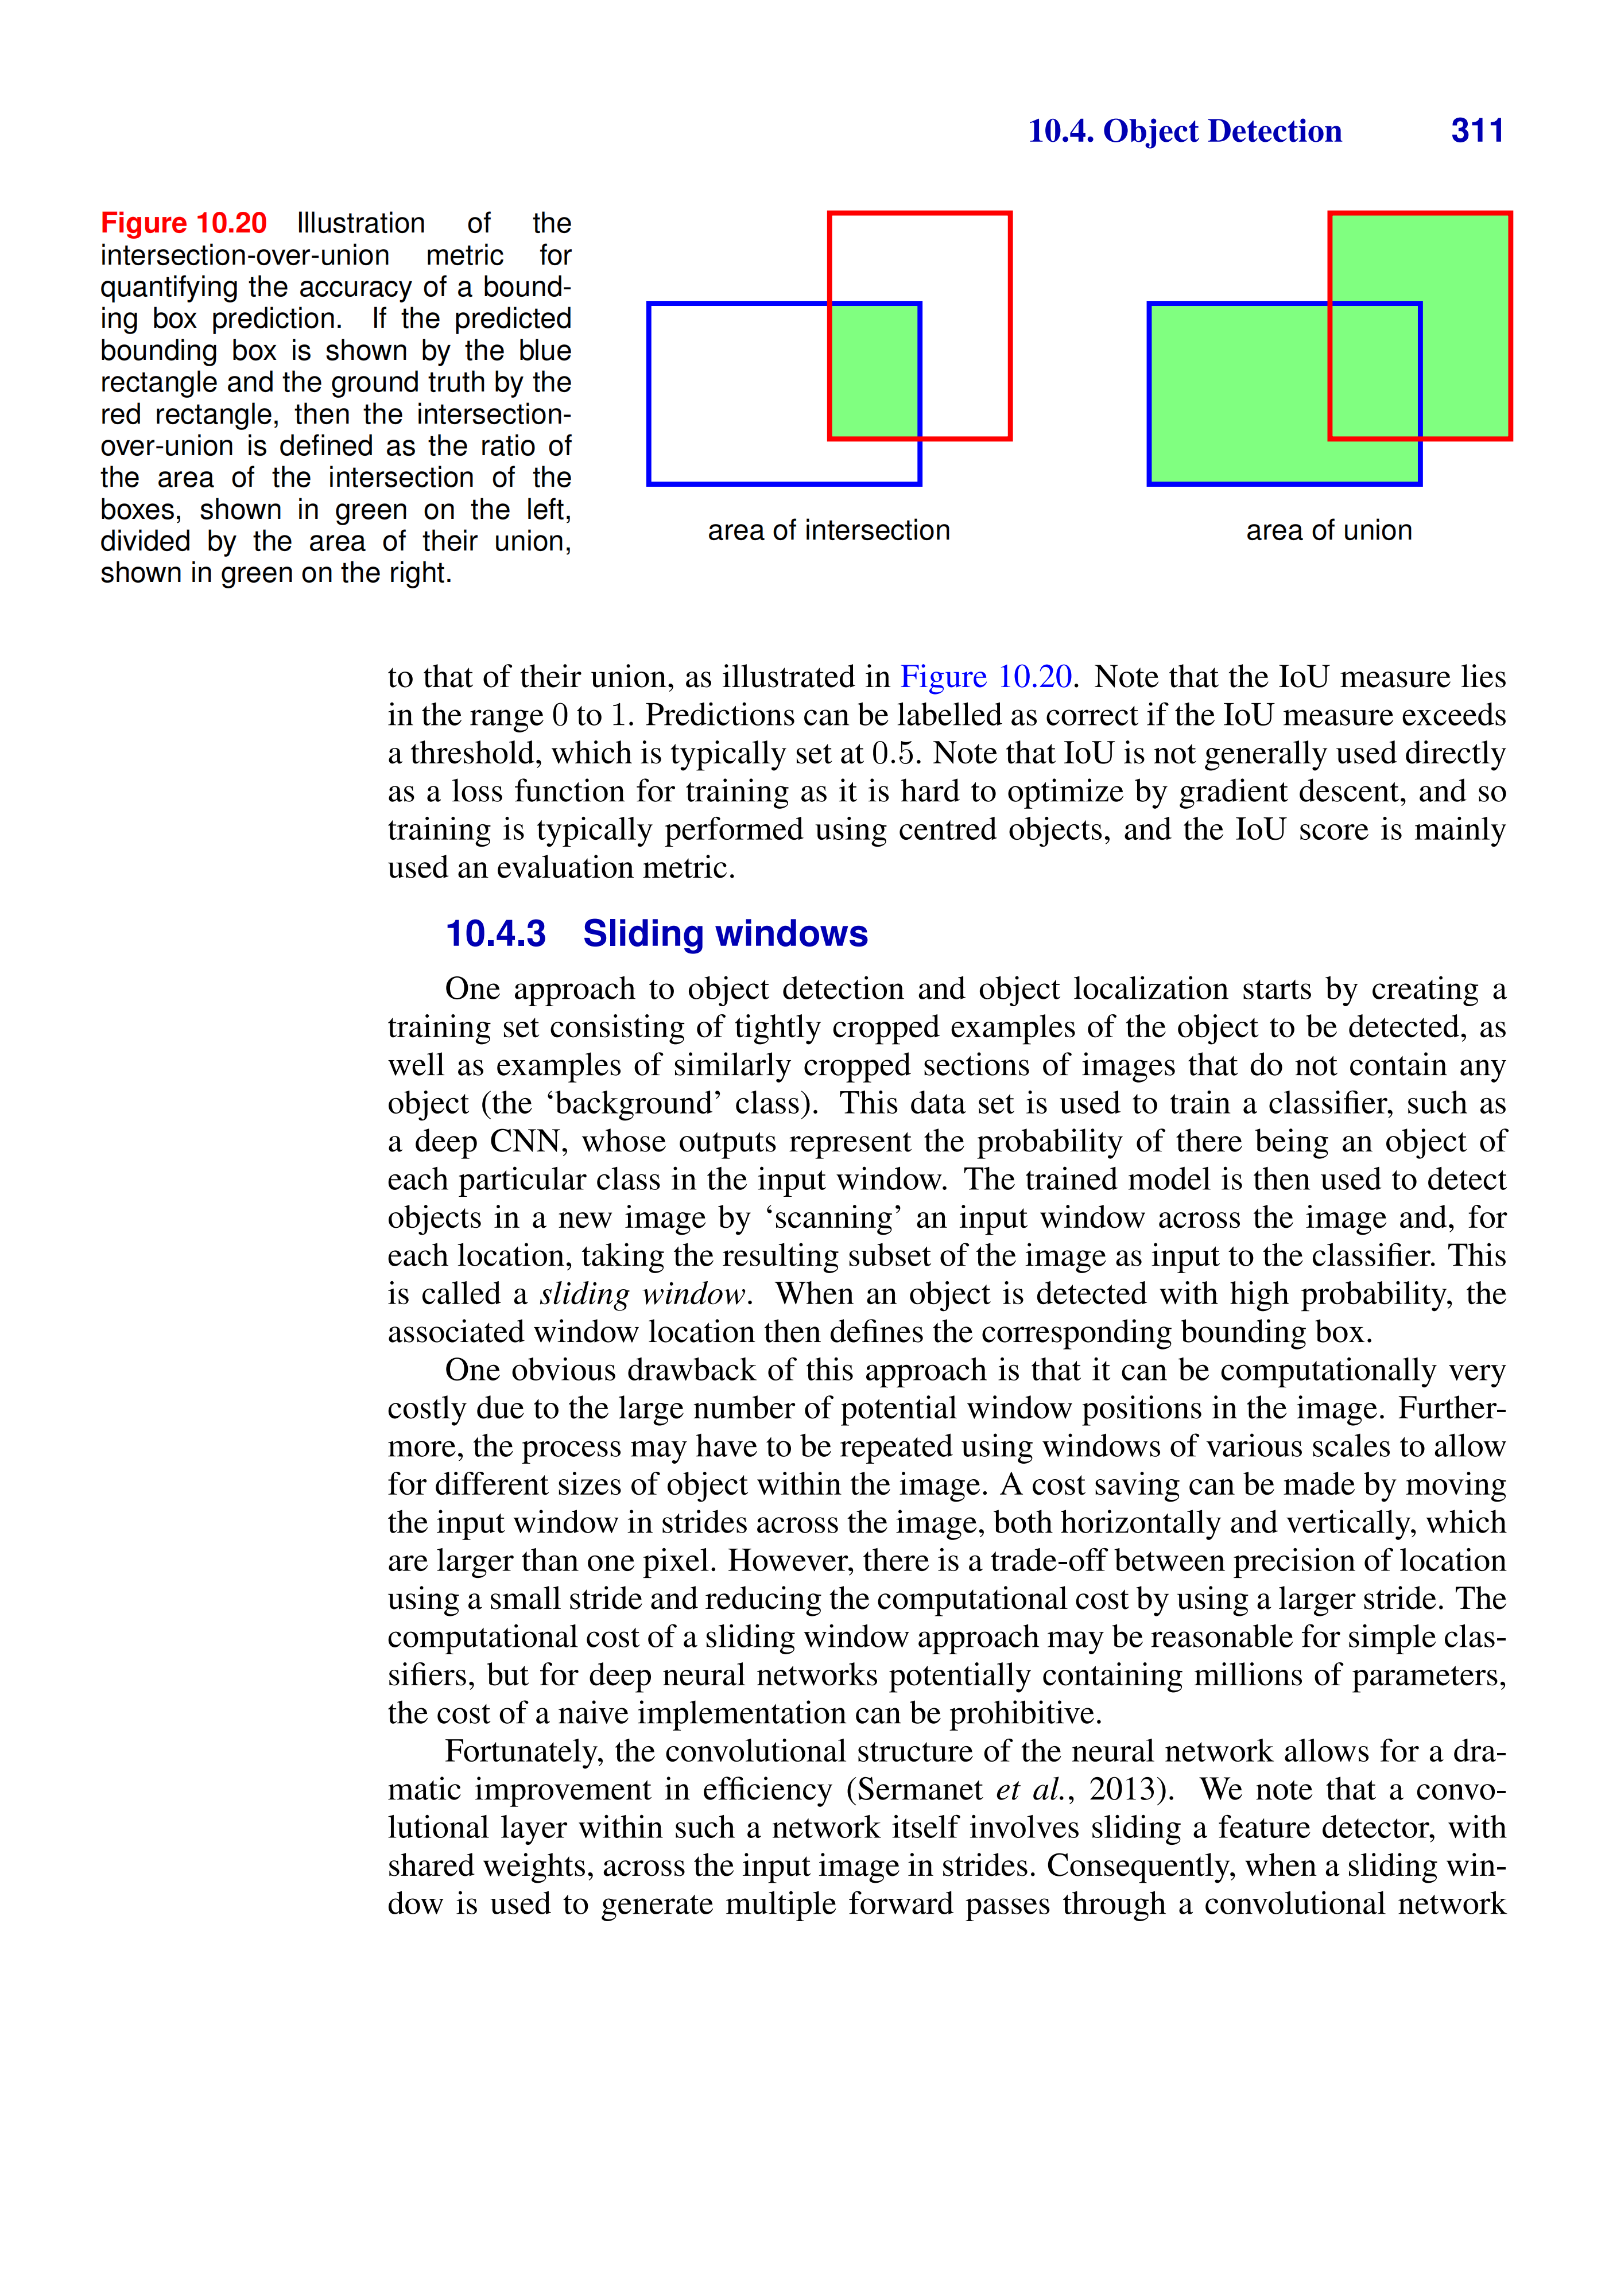 10.4. Object Detection 311
Figure 10.20 Illustration of the
intersection-over-union metric for
quantifying the accuracy of a bound-
ing box prediction. If the predicted
bounding box is shown by the blue
rectangle and the ground truth by the
red rectangle, then the intersection-
over-union is defined as the ratio of
the area of the intersection of the
boxes, shown in green on the left,
divided by the area of their union,
shown in green on the right.
area of intersection
area of union
to that of their union, as illustrated in Figure 10.20. Note that the IoU measure lies
in the range 0 to 1. Predictions can be labelled as correct if the IoU measure exceeds
a threshold, which is typically set at 0.5. Note that IoU is not generally used directly
as a loss function for training as it is hard to optimize by gradient descent, and so
training is typically performed using centred objects, and the IoU score is mainly
used an evaluation metric.
10.4.3 Sliding windows
One approach to object detection and object localization starts by creating a
training set consisting of tightly cropped examples of the object to be detected, as
well as examples of similarly cropped sections of images that do not contain any
object (the ‘background’ class). This data set is used to train a classifier, such as
a deep CNN, whose outputs represent the probability of there being an object of
each particular class in the input window. The trained model is then used to detect
objects in a new image by ‘scanning’ an input window across the image and, for
each location, taking the resulting subset of the image as input to the classifier. This
is called a sliding window. When an object is detected with high probability, the
associated window location then defines the corresponding bounding box.
One obvious drawback of this approach is that it can be computationally very
costly due to the large number of potential window positions in the image. Further-
more, the process may have to be repeated using windows of various scales to allow
for different sizes of object within the image. A cost saving can be made by moving
the input window in strides across the image, both horizontally and vertically, which
are larger than one pixel. However, there is a trade-off between precision of location
using a small stride and reducing the computational cost by using a larger stride. The
computational cost of a sliding window approach may be reasonable for simple clas-
sifiers, but for deep neural networks potentially containing millions of parameters,
the cost of a naive implementation can be prohibitive.
Fortunately, the convolutional structure of the neural network allows for a dra-
matic improvement in efficiency (Sermanet et al., 2013). We note that a convo-
lutional layer within such a network itself involves sliding a feature detector, with
shared weights, across the input image in strides. Consequently, when a sliding win-
dow is used to generate multiple forward passes through a convolutional network